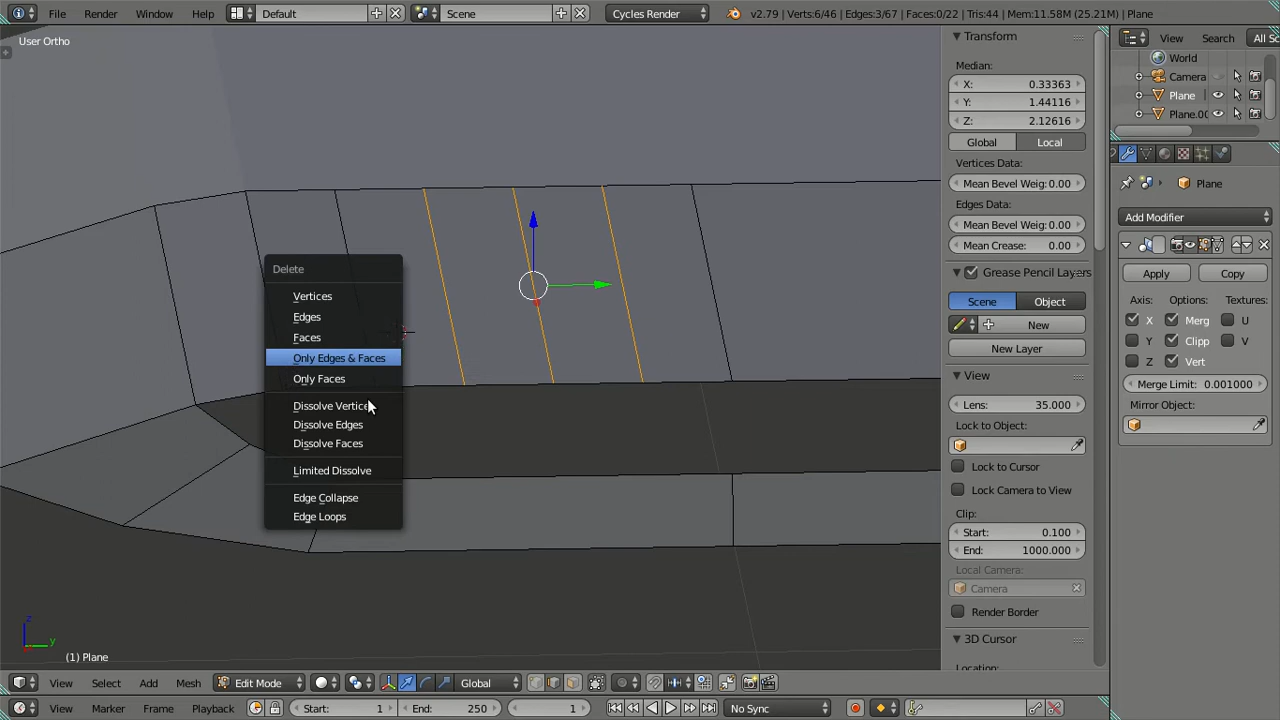 File Render Window Help Default Scene Cycles Render v2.79 | Verts:6/46 | Edges:3/67 | Faces:0/22 | Tris:44 | Mem:11.58M (25.21M) | Plane
User Ortho
Delete
Vertices
Edges
Faces
Only Edges & Faces
Only Faces
Dissolve Vertice
Dissolve Edges
Dissolve Faces
Limited Dissolve
Edge Collapse
Edge Loops
z
y
(1) Plane
Transform
Median:
X: 0.33363
Y: 1.44116
Z: 2.12616
Global Local
Vertices Data:
Mean Bevel Weig: 0.00
Edges Data:
Mean Bevel Weig: 0.00
Mean Crease: 0.00
Grease Pencil Layers
Scene Object
New
New Layer
View
Lens: 35.000
Lock to Object:
Lock to Cursor
Lock Camera to View
Clip:
Start: 0.100
End: 1000.000
Local Camera:
Camera
Render Border
3D Cursor
Location:
View Search All Sc
World
Camera
Plane
Plane.00
Plane
Add Modifier
Apply Copy
Axis: Options: Textures:
X Merg U
Y Clipp V
Z Vert
Merge Limit: 0.001000
Mirror Object:
View Select Add Mesh Edit Mode Global
View Marker Frame Playback Start: 1 End: 250 1 No Sync